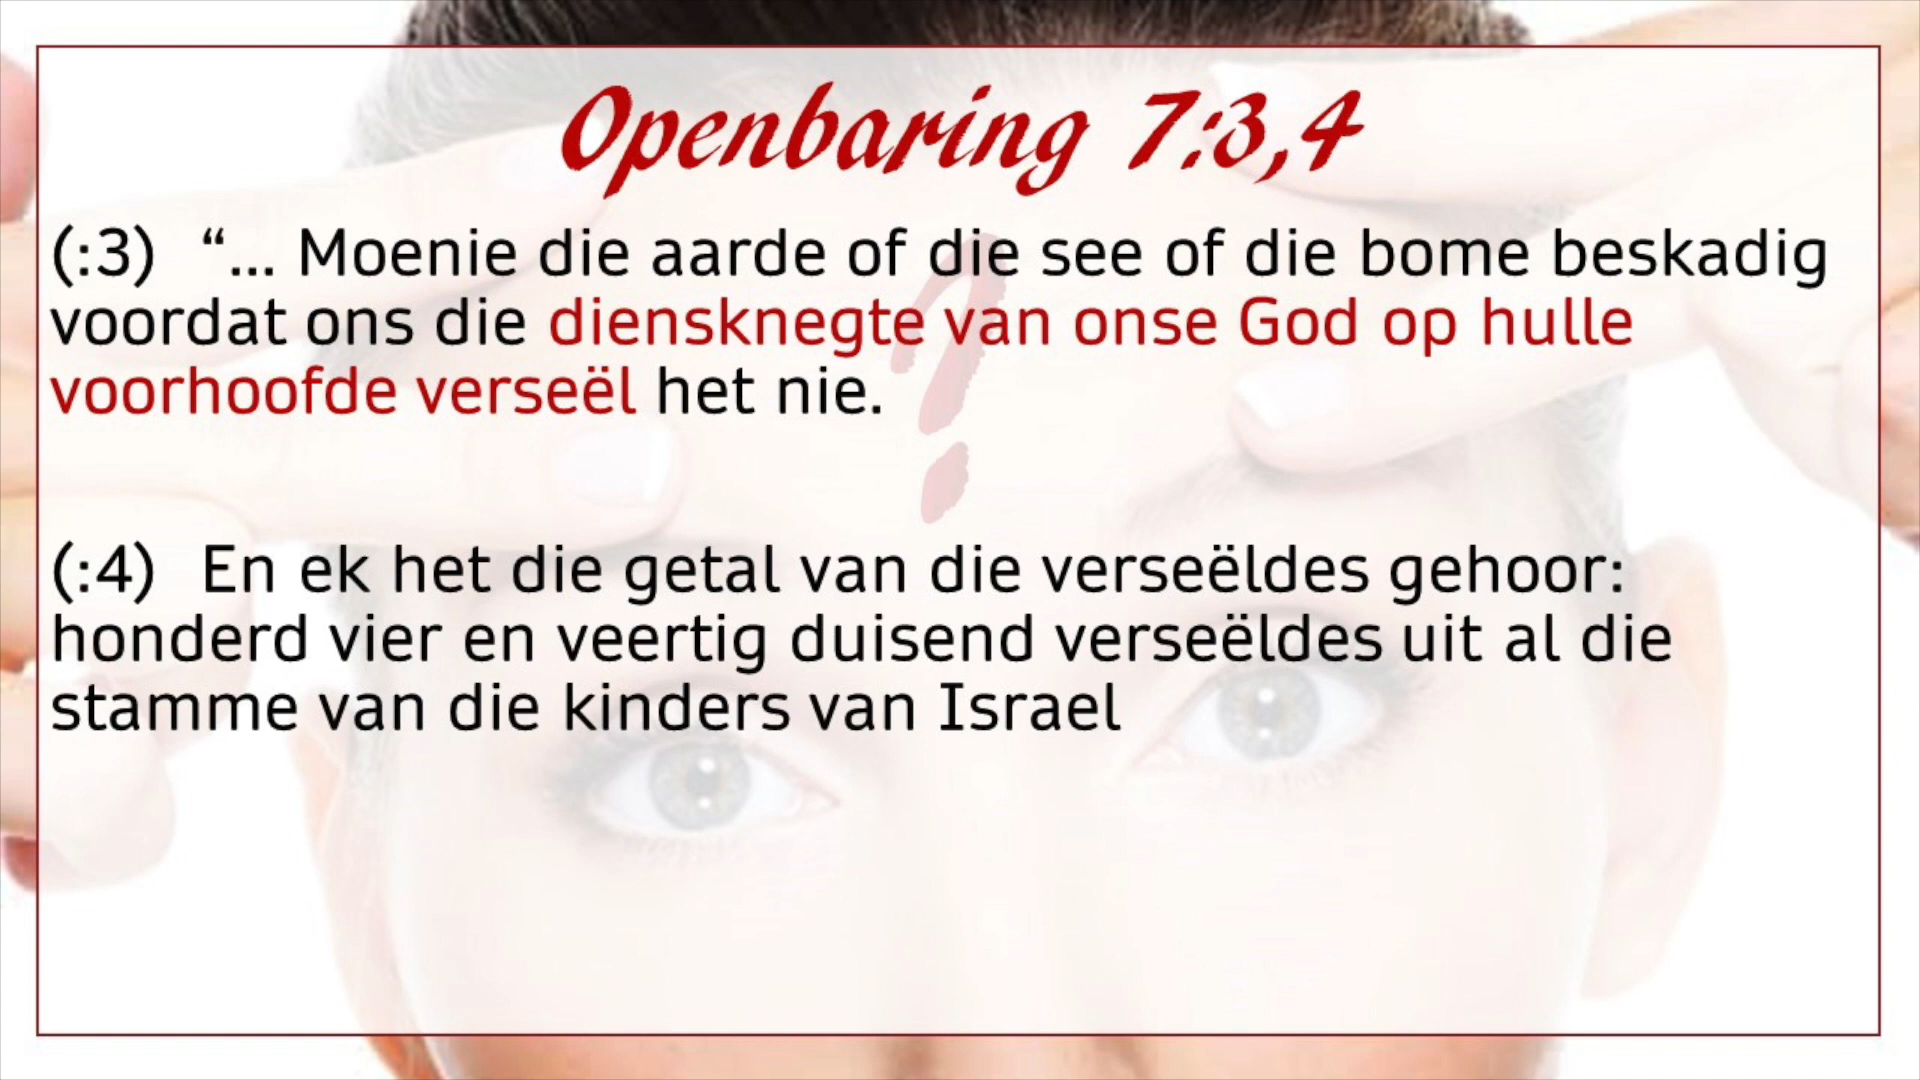 Openbaring 7:3,4
(:3) “... Moenie die aarde of die see of die bome beskadig
voordat ons die diensknegte van onse God op hulle
voorhoofde verseël het nie.
?
(:4) En ek het die getal van die verseëldes gehoor:
honderd vier en veertig duisend verseëldes uit al die
stamme van die kinders van Israel